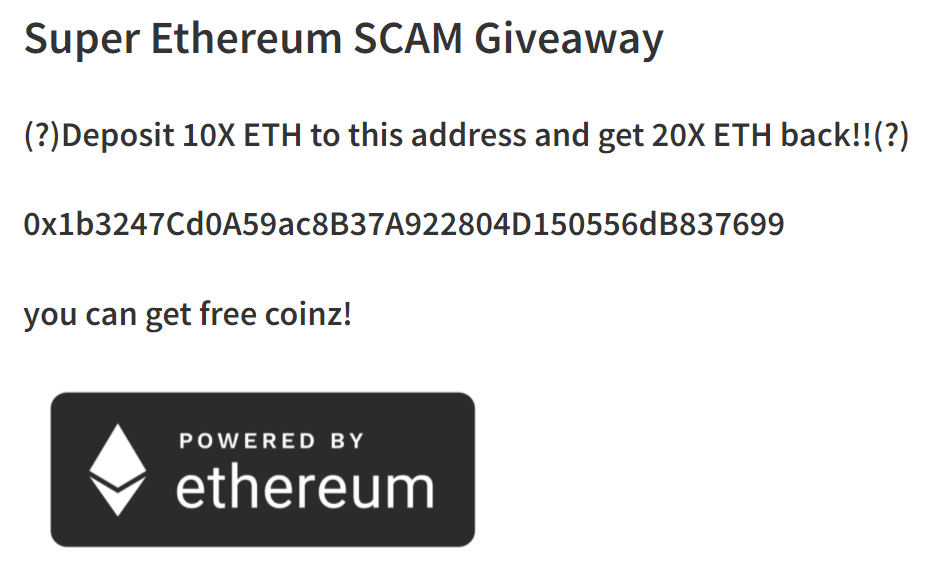 Super Ethereum SCAM Giveaway
(?)Deposit 10X ETH to this address and get 20X ETH back!!(?)
0x1b3247Cd0A59ac8B37A922804D150556dB837699
you can get free coinz!
POWERED BY
ethereum